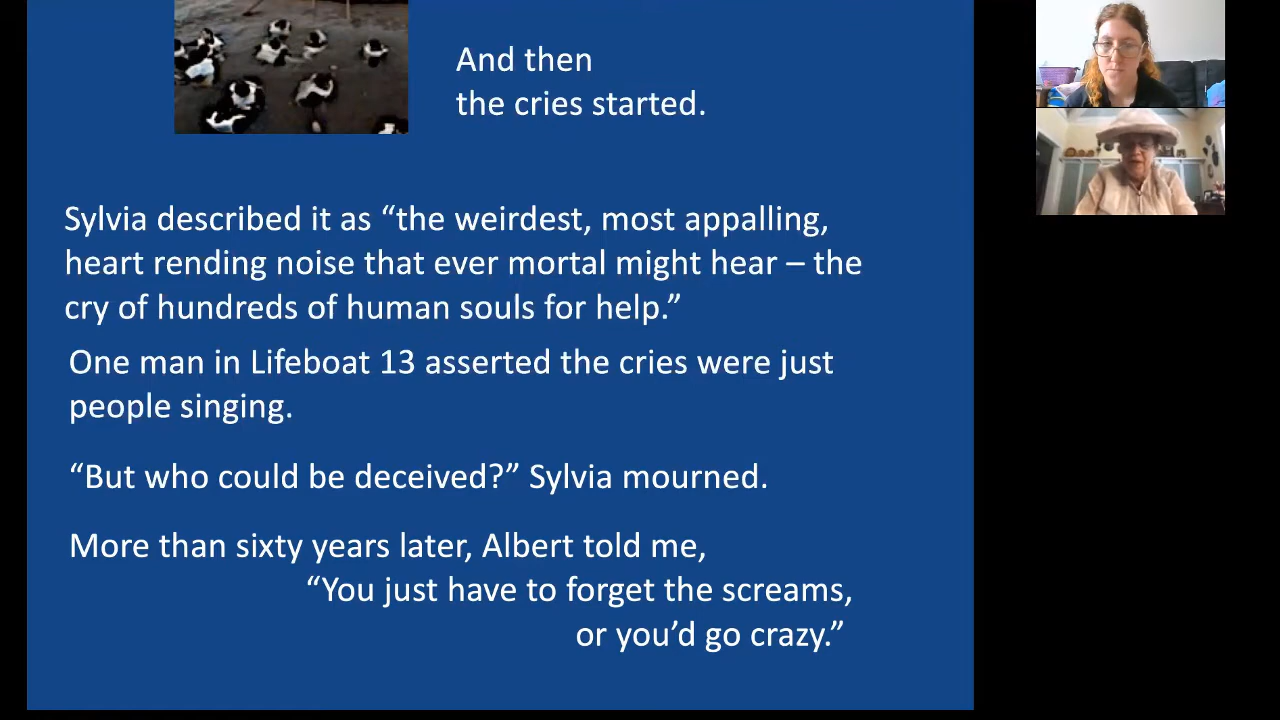 And then
the cries started.
Sylvia described it as “the weirdest, most appalling,
heart rending noise that ever mortal might hear – the
cry of hundreds of human souls for help.”
One man in Lifeboat 13 asserted the cries were just
people singing.
“But who could be deceived?” Sylvia mourned.
More than sixty years later, Albert told me,
“You just have to forget the screams,
or you’d go crazy.”